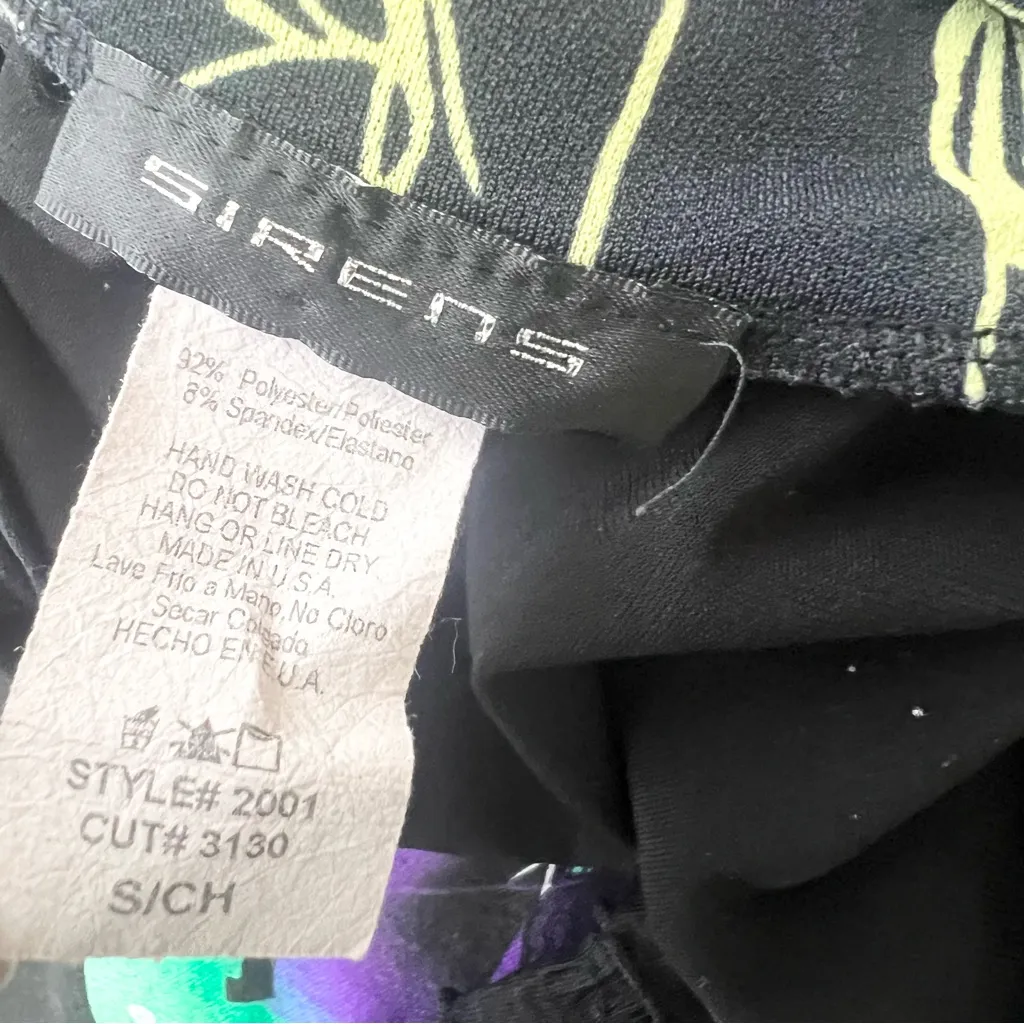 SIRENS
92% Polyester/Poliester
8% Spandex/Elastano
HAND WASH COLD
DO NOT BLEACH
HANG OR LINE DRY
MADE IN U.S.A.
Lave Frio a Mano, No Cloro
Secar Colgado
HECHO EN E.U.A.
STYLE# 2001
CUT# 3130
S/CH